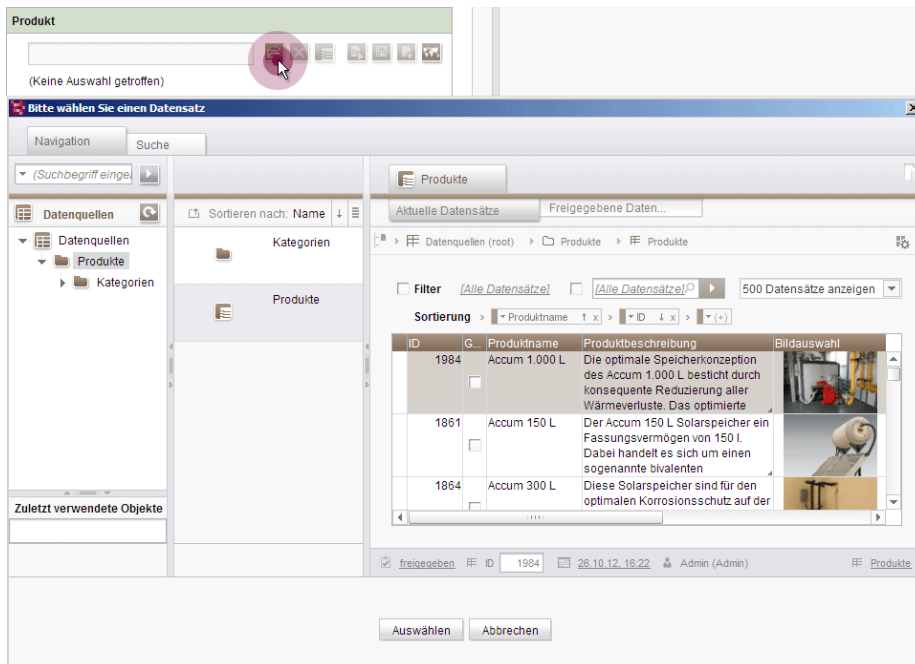 Produkt
(Keine Auswahl getroffen)
Bitte wählen Sie einen Datensatz
Navigation
Suche
(Suchbegriff eingel
Produkte
Datenquellen
Sortieren nach: Name
Aktuelle Datensätze
Freigegebene Daten...
Datenquellen
Produkte
Kategorien
Kategorien
Produkte
Datenquellen (root)
Produkte
Produkte
Filter
[Alle Datensätze]
[Alle Datensätze]
500 Datensätze anzeigen
Sortierung > Produktname ↑ x > ID ↓ x > (+)
ID G... Produktname Produktbeschreibung Bildauswahl
1984 Accum 1.000 L Die optimale Speicherkonzeption
des Accum 1.000 L besticht durch
konsequente Reduzierung aller
Wärmeverluste. Das optimierte
1861 Accum 150 L Der Accum 150 L Solarspeicher ein
Fassungsvermögen von 150 l.
Dabei handelt es sich um einen
sogenannte bivalenten
1864 Accum 300 L Diese Solarspeicher sind für den
optimalen Korrosionsschutz auf der
Zuletzt verwendete Objekte
freigegeben ID 1984 26.10.12, 16:22 Admin (Admin) Produkte
Auswählen Abbrechen